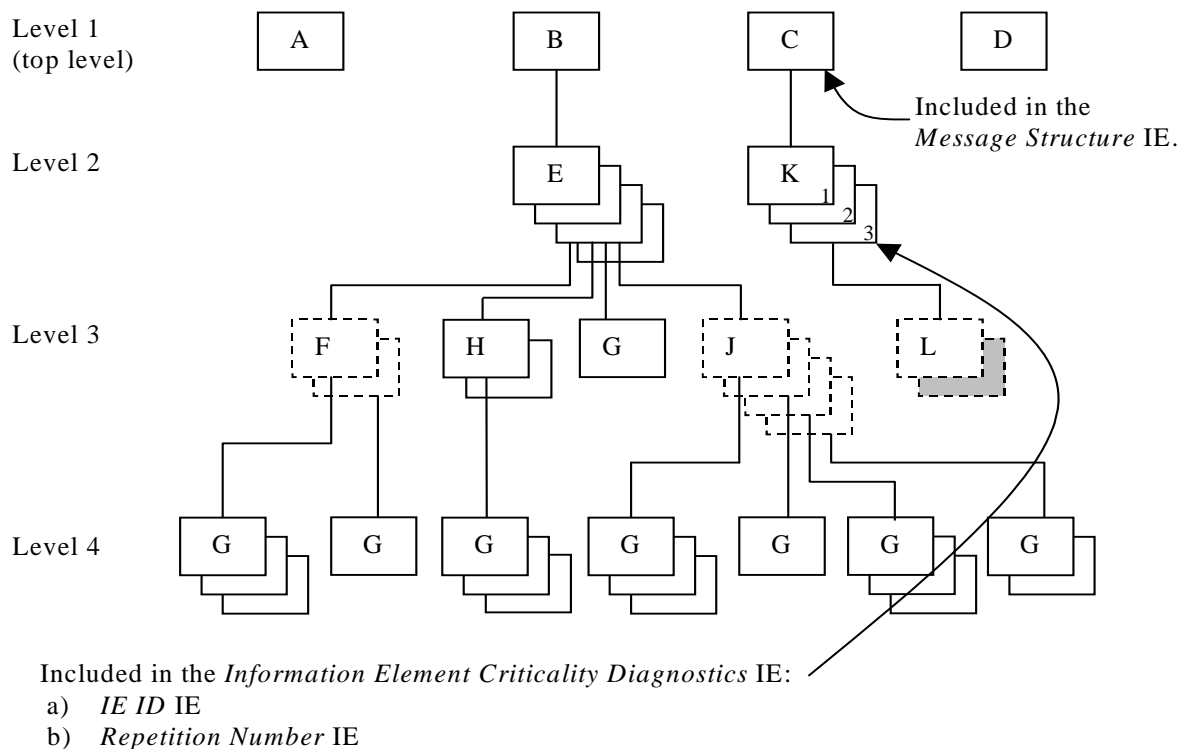 Level 1
(top level)
A
B
C
D
Included in the
Message Structure IE.
Level 2
E
K
1
2
3
Level 3
F
H
G
J
L
Level 4
G
G
G
G
G
G
G
Included in the Information Element Criticality Diagnostics IE:
a) IE ID IE
b) Repetition Number IE